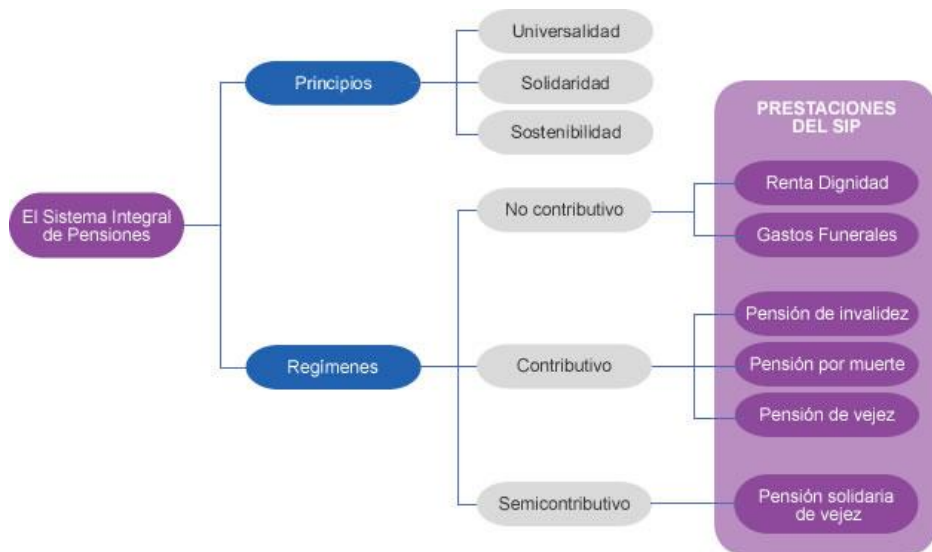 El Sistema Integral
de Pensiones
Principios
Universalidad
Solidaridad
Sostenibilidad
Regímenes
No contributivo
Contributivo
Semicontributivo
PRESTACIONES
DEL SIP
Renta Dignidad
Gastos Funerales
Pensión de invalidez
Pensión por muerte
Pensión de vejez
Pensión solidaria
de vejez